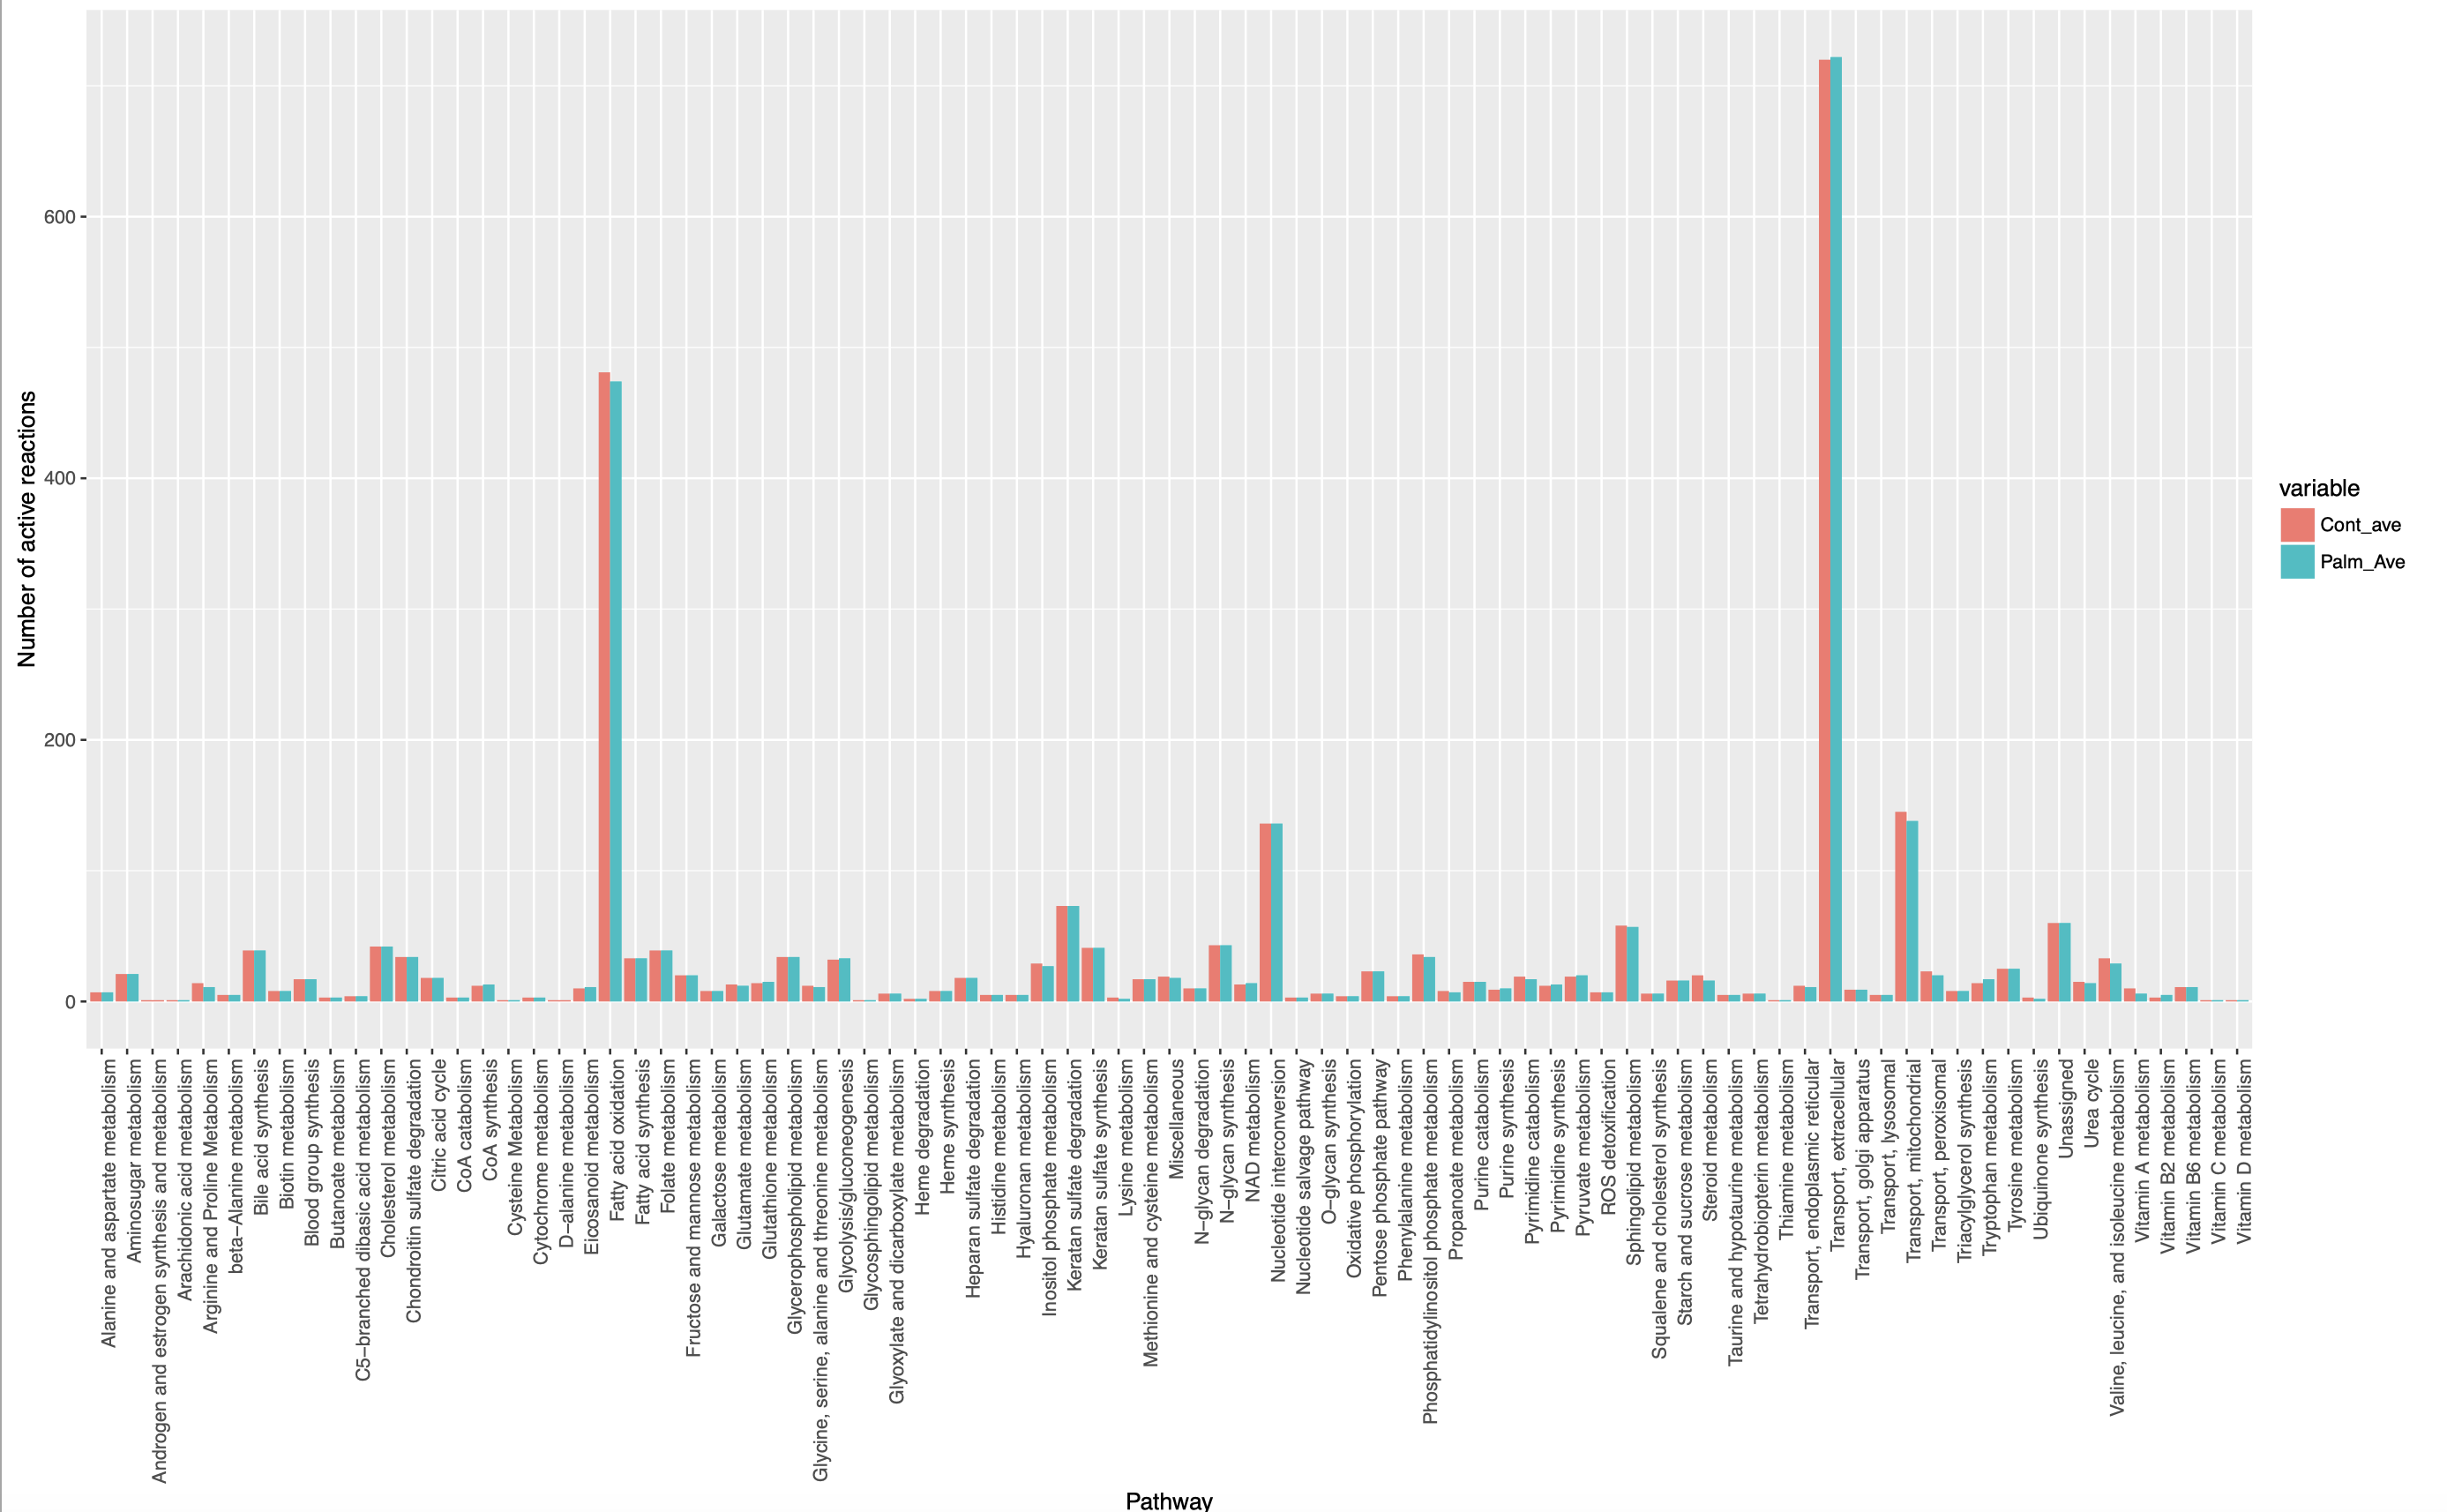 Number of active reactions
600
400
200
0
Alanine and aspartate metabolism
Aminosugar metabolism
Androgen and estrogen synthesis and metabolism
Arachidonic acid metabolism
Arginine and Proline Metabolism
beta−Alanine metabolism
Bile acid synthesis
Biotin metabolism
Blood group synthesis
Butanoate metabolism
C5−branched dibasic acid metabolism
Cholesterol metabolism
Chondroitin sulfate degradation
Citric acid cycle
CoA catabolism
CoA synthesis
Cysteine Metabolism
Cytochrome metabolism
D−alanine metabolism
Eicosanoid metabolism
Fatty acid oxidation
Fatty acid synthesis
Folate metabolism
Fructose and mannose metabolism
Galactose metabolism
Glutamate metabolism
Glutathione metabolism
Glycerophospholipid metabolism
Glycine, serine, alanine and threonine metabolism
Glycolysis/gluconeogenesis
Glycosphingolipid metabolism
Glyoxylate and dicarboxylate metabolism
Heme degradation
Heme synthesis
Heparan sulfate degradation
Histidine metabolism
Hyaluronan metabolism
Inositol phosphate metabolism
Keratan sulfate degradation
Keratan sulfate synthesis
Lysine metabolism
Methionine and cysteine metabolism
Miscellaneous
N−glycan degradation
N−glycan synthesis
NAD metabolism
Nucleotide interconversion
Nucleotide salvage pathway
O−glycan synthesis
Oxidative phosphorylation
Pentose phosphate pathway
Phenylalanine metabolism
Phosphatidylinositol phosphate metabolism
Propanoate metabolism
Purine catabolism
Purine synthesis
Pyrimidine catabolism
Pyrimidine synthesis
Pyruvate metabolism
ROS detoxification
Sphingolipid metabolism
Squalene and cholesterol synthesis
Starch and sucrose metabolism
Steroid metabolism
Taurine and hypotaurine metabolism
Tetrahydrobiopterin metabolism
Thiamine metabolism
Transport, endoplasmic reticular
Transport, extracellular
Transport, golgi apparatus
Transport, lysosomal
Transport, mitochondrial
Transport, peroxisomal
Triacylglycerol synthesis
Tryptophan metabolism
Tyrosine metabolism
Ubiquinone synthesis
Unassigned
Urea cycle
Valine, leucine, and isoleucine metabolism
Vitamin A metabolism
Vitamin B2 metabolism
Vitamin B6 metabolism
Vitamin C metabolism
Vitamin D metabolism
Pathway
variable
Cont_ave
Palm_Ave